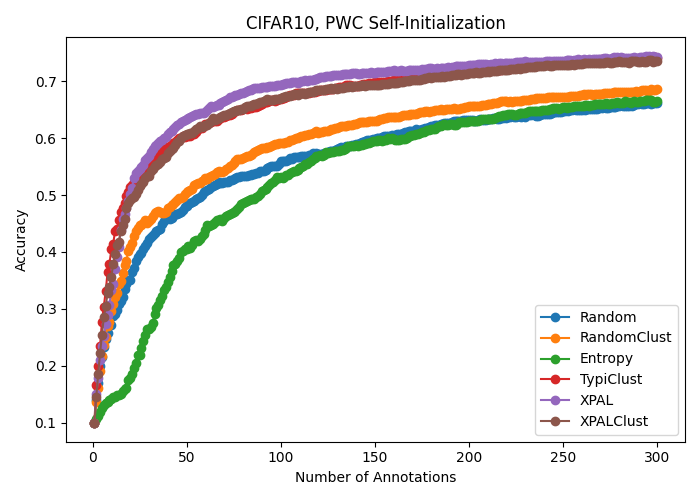 CIFAR10, PWC Self-Initialization
Accuracy
0.7
0.6
0.5
0.4
0.3
0.2
0.1
0 50 100 150 200 250 300
Number of Annotations
Random
RandomClust
Entropy
TypiClust
XPAL
XPALClust